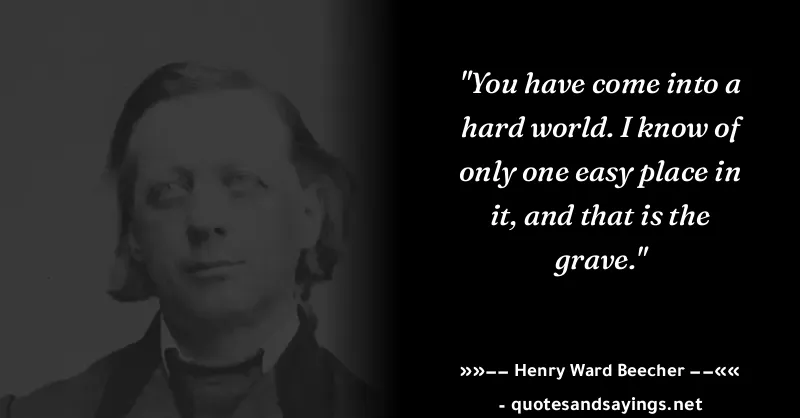 "You have come into a
hard world. I know of
only one easy place in
it, and that is the
grave."
»»−− Henry Ward Beecher −−««
- quotesandsayings.net